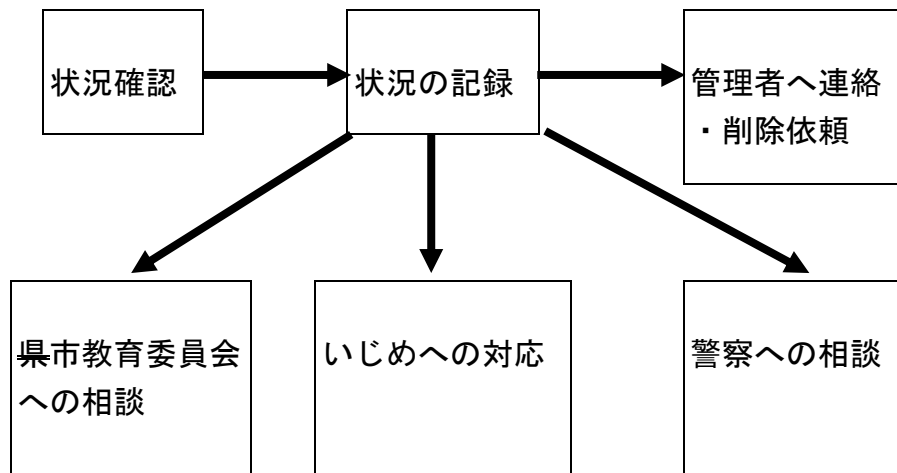 状況確認
状況の記録
管理者へ連絡
・削除依頼
県市教育委員会
への相談
いじめへの対応
警察への相談